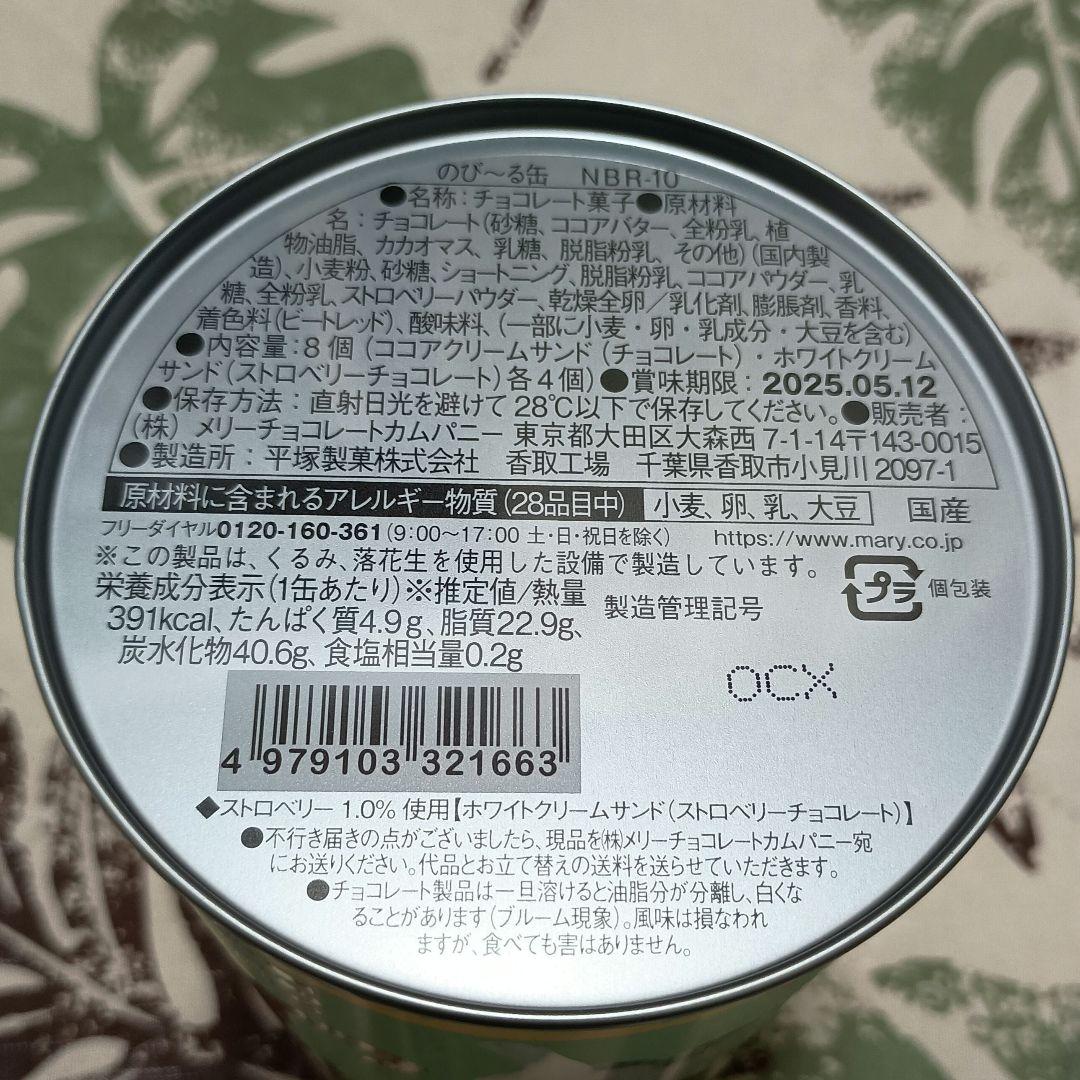 のび〜る缶 NBR-10
●名称：チョコレート菓子●原材料
名：チョコレート（砂糖、ココアバター、全粉乳、植
物油脂、カカオマス、乳糖、脱脂粉乳、その他）（国内製
造）、小麦粉、砂糖、ショートニング、脱脂粉乳、ココアパウダー、乳
糖、全粉乳、ストロベリーパウダー、乾燥全卵／乳化剤、膨脹剤、香料、
着色料（ビートレッド）、酸味料、（一部に小麦・卵・乳成分・大豆を含む）
●内容量：8個（ココアクリームサンド（チョコレート）・ホワイトクリーム
サンド（ストロベリーチョコレート）各4個）●賞味期限：2025.05.12
●保存方法：直射日光を避けて28℃以下で保存してください。●販売者：
（株）メリーチョコレートカムパニー 東京都大田区大森西7-1-14〒143-0015
●製造所：平塚製菓株式会社 香取工場 千葉県香取市小見川2097-1
原材料に含まれるアレルギー物質（28品目中） 小麦、卵、乳、大豆 国産
フリーダイヤル0120-160-361（9:00〜17:00 土・日・祝日を除く） https://www.mary.co.jp
※この製品は、くるみ、落花生を使用した設備で製造しています。
プラ 個包装
栄養成分表示（1缶あたり）※推定値/熱量
391kcal、たんぱく質4.9g、脂質22.9g、
炭水化物40.6g、食塩相当量0.2g
製造管理記号
OCX
4 979103 321663
◆ストロベリー 1.0% 使用【ホワイトクリームサンド（ストロベリーチョコレート）】
●不行き届きの点がございましたら、現品を㈱メリーチョコレートカムパニー宛
にお送りください。代品とお立て替えの送料を送らせていただきます。
●チョコレート製品は一旦溶けると油脂分が分離し、白くな
ることがあります（ブルーム現象）。風味は損なわれ
ますが、食べても害はありません。